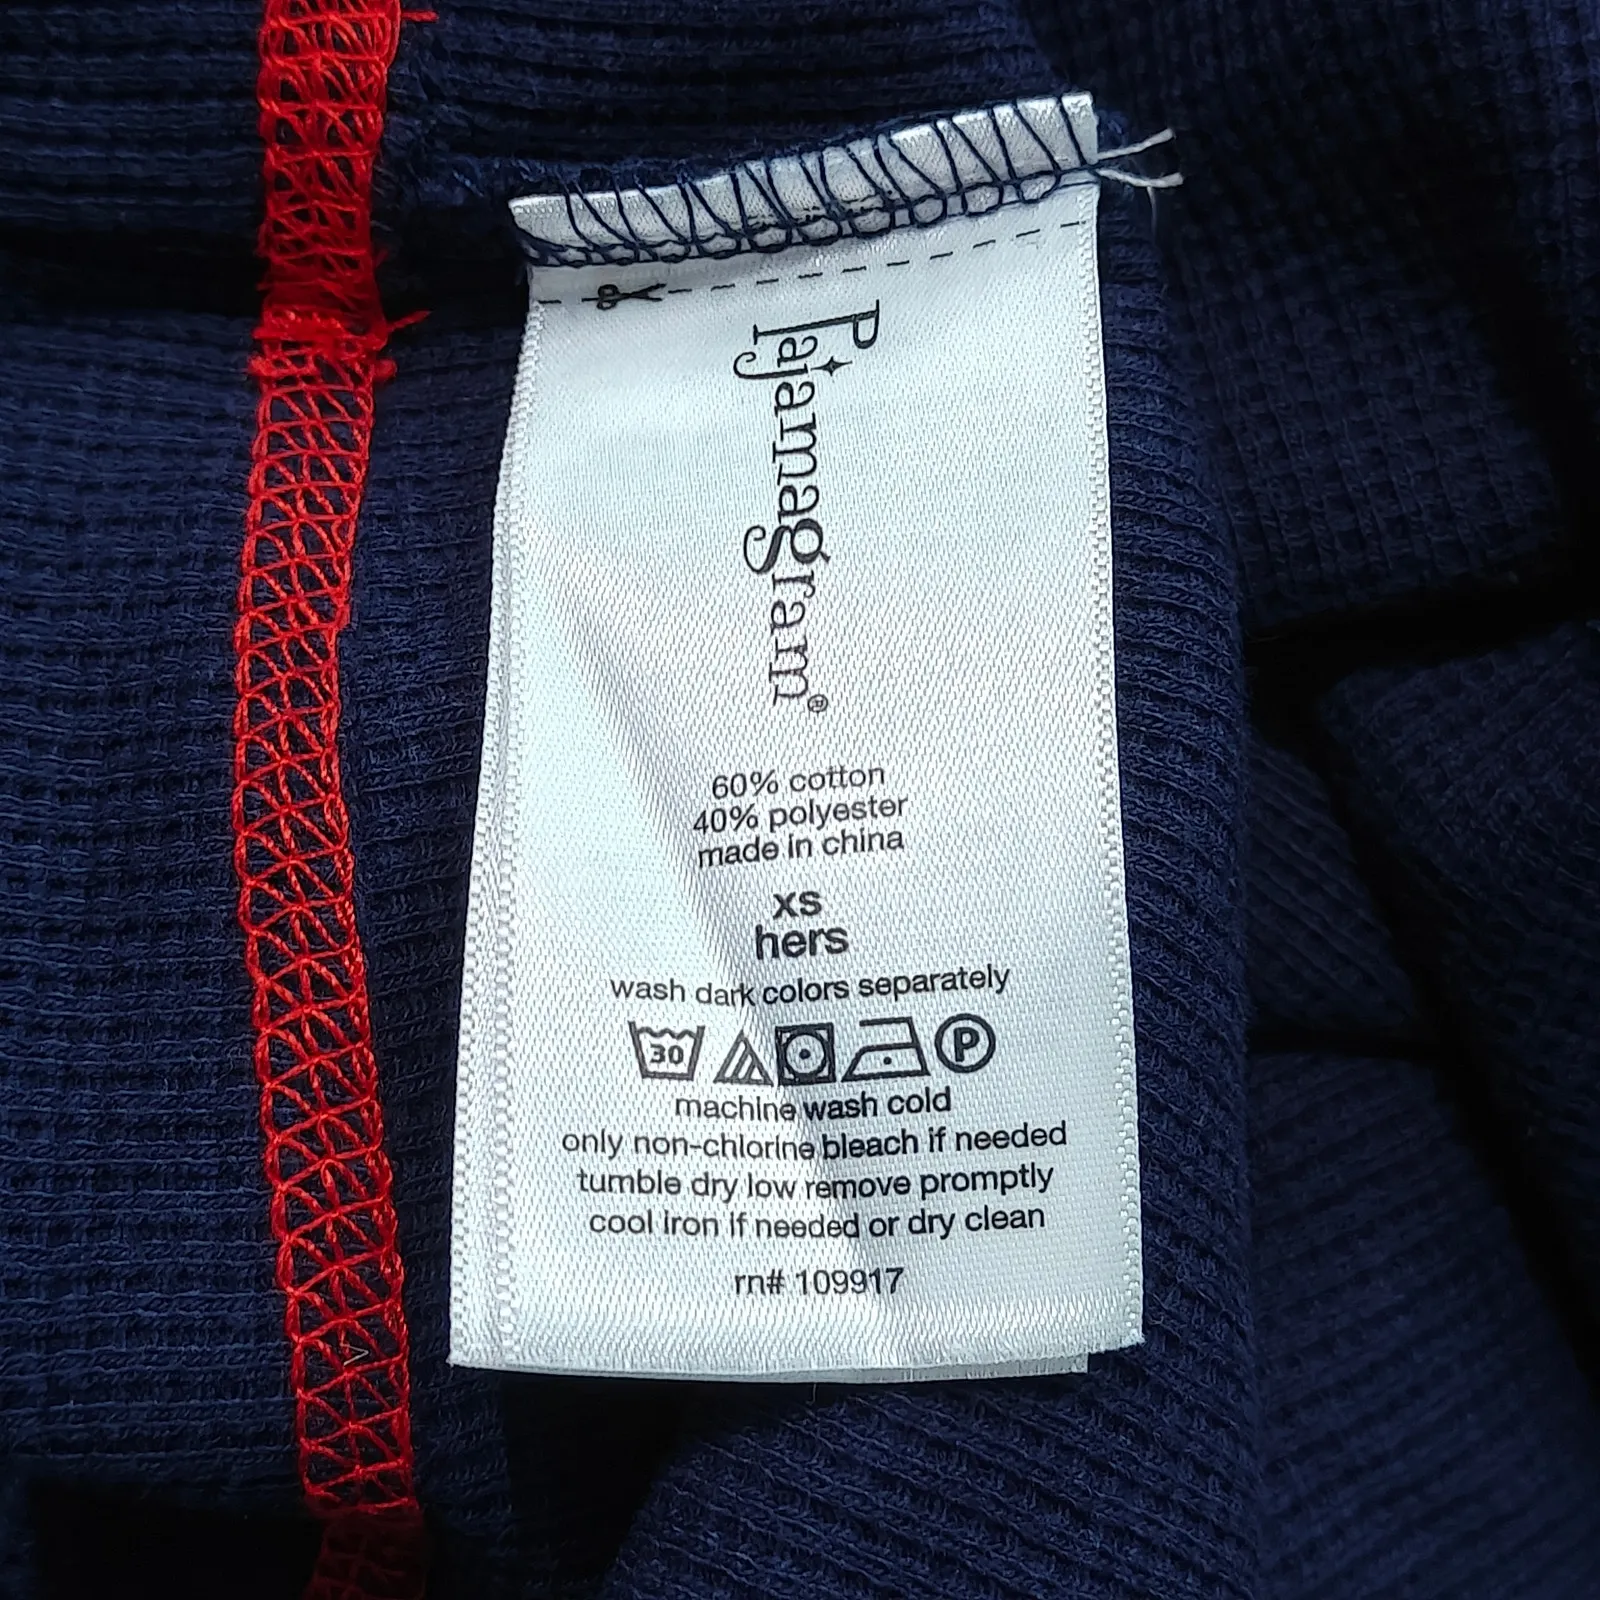 Pajamagram®
60% cotton
40% polyester
made in china
xs
hers
wash dark colors separately
30 P
machine wash cold
only non-chlorine bleach if needed
tumble dry low remove promptly
cool iron if needed or dry clean
rn# 109917